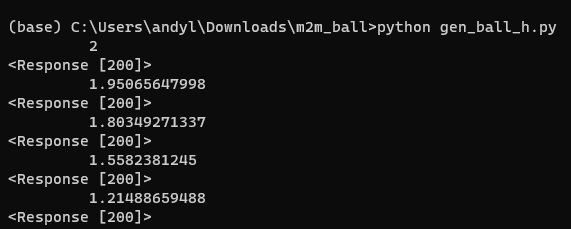 (base) C:\Users\andyl\Downloads\m2m_ball>python gen_ball_h.py
2
<Response [200]>
1.95065647998
<Response [200]>
1.80349271337
<Response [200]>
1.5582381245
<Response [200]>
1.21488659488
<Response [200]>